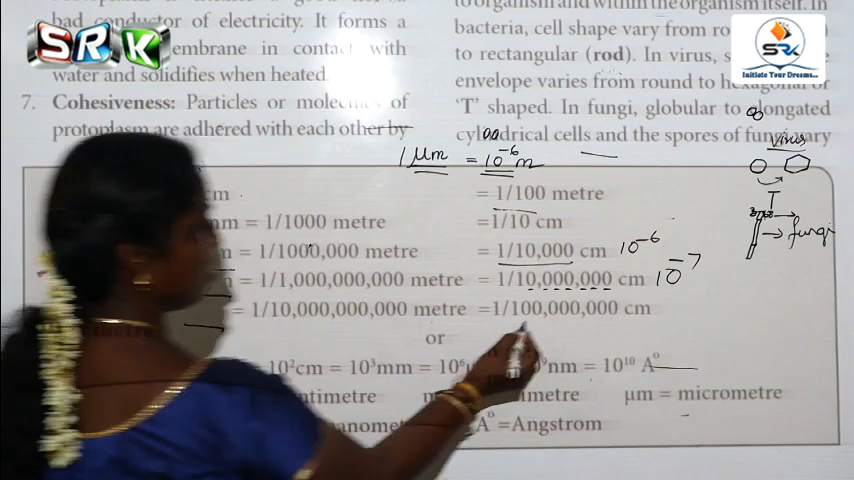 SRK
SRK
Initiate Your Dreams...
bad conductor of electricity. It forms a
membrane in contact with
water and solidifies when heated
7. Cohesiveness: Particles or molecules of
protoplasm are adhered with each other by
to organism and within the organism itself. In
bacteria, cell shape vary from
to rectangular (rod). In virus,
envelope varies from round to hexagonal or
'T' shaped. In fungi, globular to elongated
cylindrical cells and the spores of fungi vary
1 μm = 10⁻⁶ m
virus
T
fungi
cm = 1/100 metre
mm = 1/1000 metre =1/10 cm
= 1/1000,000 metre = 1/10,000 cm 10⁻⁶
= 1/1,000,000,000 metre = 1/10,000,000 cm 10⁻⁷
= 1/10,000,000,000 metre =1/100,000,000 cm
or
10²cm = 10³mm = 10⁶ ⁹nm = 10¹⁰ A°
μm = micrometre
A° =Angstrom